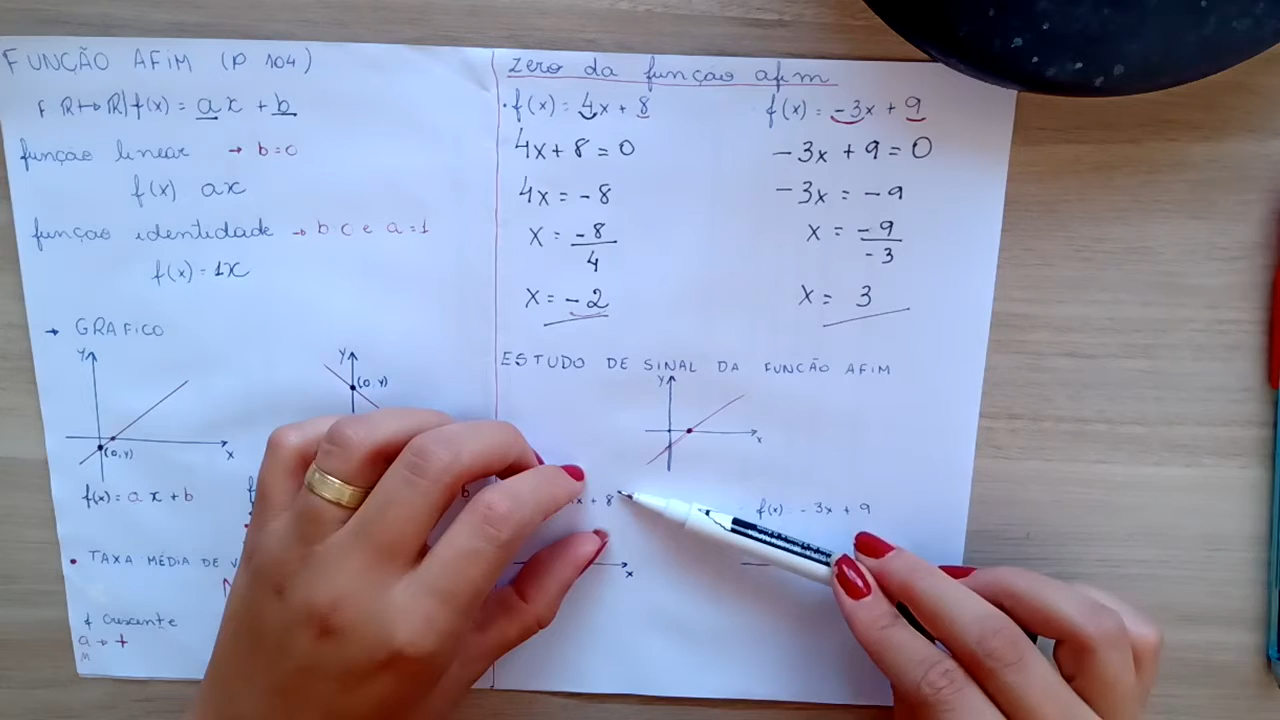 FUNÇÃO AFIM (P 104)
F R→R|f(x) = ax + b
função linear → b=0
f(x) ax
função identidade → b c e a=1
f(x)=1x
→ GRAFICO
y
(0,y)
x
f(x)= ax+b
y
(0,y)
b
• TAXA MÉDIA DE
f crescente
a → +
M
zero da função afim
• f(x)= 4x + 8
4x + 8 = 0
4x = -8
x = -8/4
x = -2
f(x) = -3x + 9
-3x + 9 = 0
-3x = -9
x = -9/-3
x = 3
ESTUDO DE SINAL DA FUNÇÃO AFIM
y
x
x + 8
x
f(x) = -3x + 9